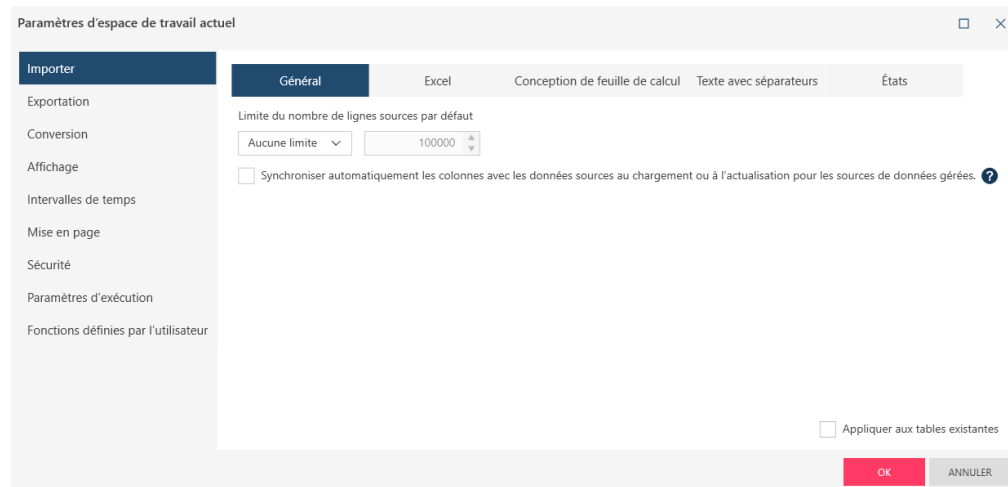 Paramètres d'espace de travail actuel
Importer
Exportation
Conversion
Affichage
Intervalles de temps
Mise en page
Sécurité
Paramètres d'exécution
Fonctions définies par l'utilisateur
Général Excel Conception de feuille de calcul Texte avec séparateurs États
Limite du nombre de lignes sources par défaut
Aucune limite 100000
Synchroniser automatiquement les colonnes avec les données sources au chargement ou à l'actualisation pour les sources de données gérées. ?
Appliquer aux tables existantes
OK ANNULER